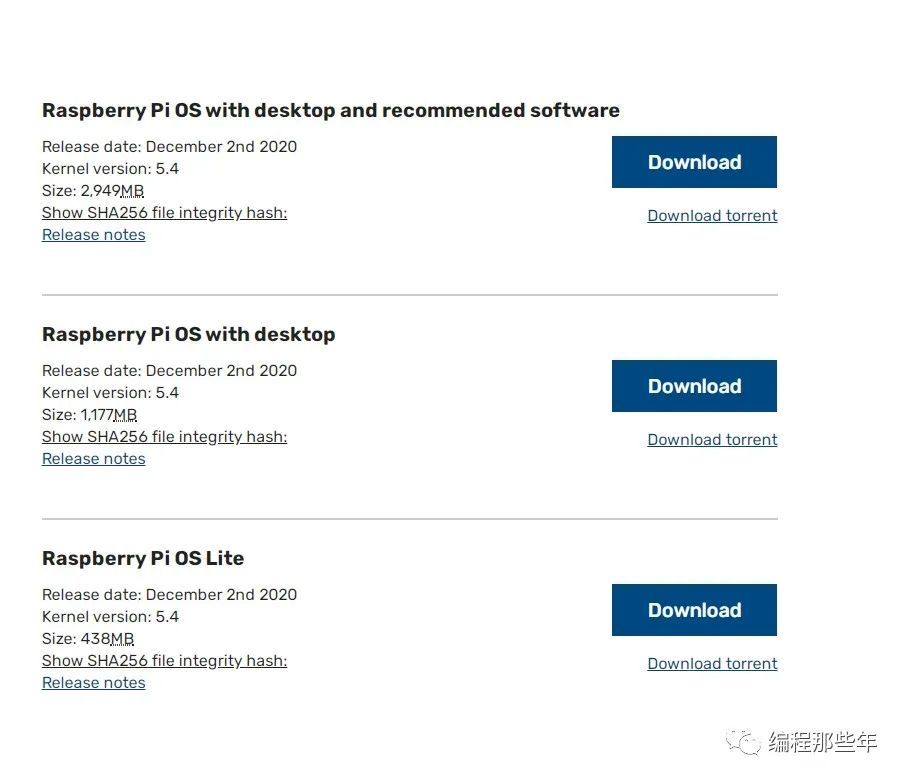 Raspberry Pi OS with desktop and recommended software
Release date: December 2nd 2020
Kernel version: 5.4
Size: 2,949MB
Show SHA256 file integrity hash:
Release notes
Download
Download torrent
Raspberry Pi OS with desktop
Release date: December 2nd 2020
Kernel version: 5.4
Size: 1,177MB
Show SHA256 file integrity hash:
Release notes
Download
Download torrent
Raspberry Pi OS Lite
Release date: December 2nd 2020
Kernel version: 5.4
Size: 438MB
Show SHA256 file integrity hash:
Release notes
Download
Download torrent
编程那些年